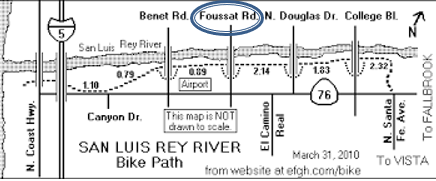 Benet Rd. Foussat Rd. N. Douglas Dr. College Bl.
5
N
San Luis Rey River
1.10 0.79 0.89 2.14 1.83 2.32
Airport
76
N. Coast Hwy.
Canyon Dr.
This map is NOT
drawn to scale.
El Camino
Real
N. Santa
Fe. Ave.
To FALLBROOK
To VISTA
SAN LUIS REY RIVER
Bike Path
March 31, 2010
from website at efgh.com/bike